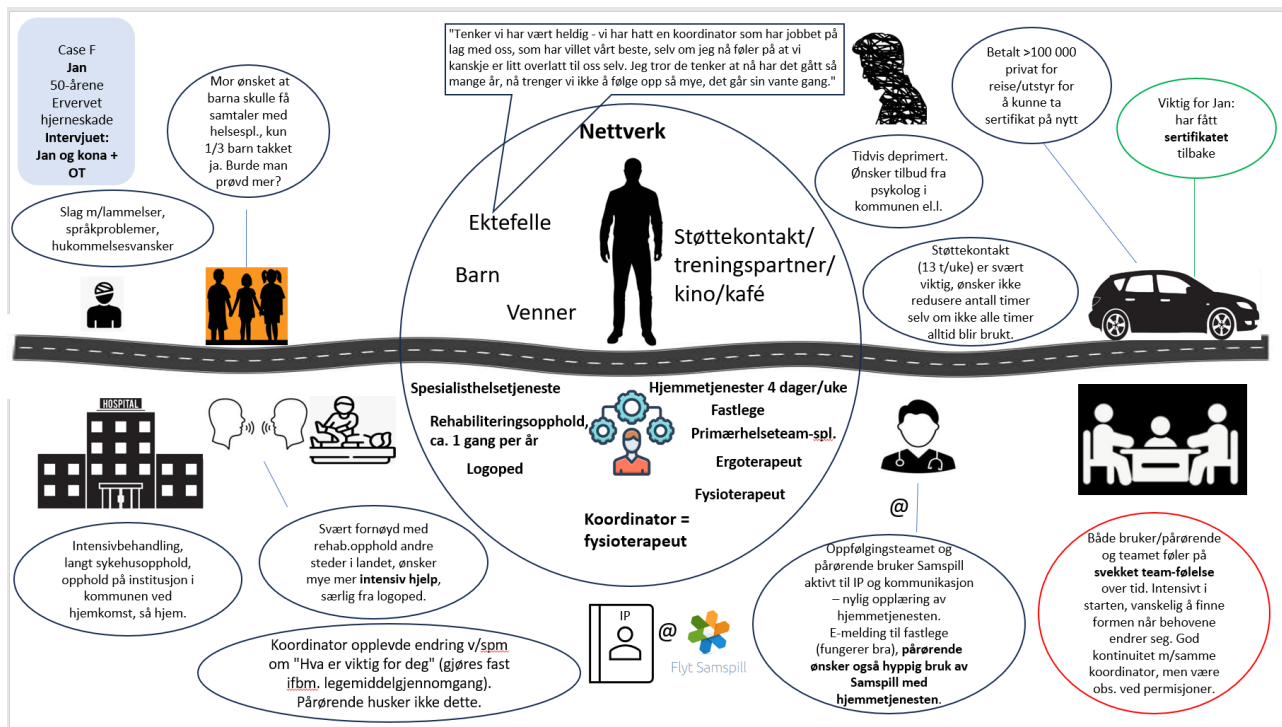 Case F
Jan
50-årene
Ervervet
hjerneskade
Intervjuet:
Jan og kona +
OT
Mor ønsket at
barna skulle få
samtaler med
helsespl., kun
1/3 barn takket
ja. Burde man
prøvd mer?
"Tenker vi har vært heldig - vi har hatt en koordinator som har jobbet på
lag med oss, som har villet vårt beste, selv om jeg nå føler på at vi
kanskje er litt overlatt til oss selv. Jeg tror de tenker at nå har det gått så
mange år, nå trenger vi ikke å følge opp så mye, det går sin vante gang."
Betalt >100 000
privat for
reise/utstyr for
å kunne ta
sertifikat på nytt
Viktig for Jan:
har fått
sertifikatet
tilbake
Slag m/lammelser,
språkproblemer,
hukommelsesvansker
Nettverk
Ektefelle
Barn
Venner
Støttekontakt/
treningspartner/
kino/kafé
Tidvis deprimert.
Ønsker tilbud fra
psykolog i
kommunen el.l.
Støttekontakt
(13 t/uke) er svært
viktig, ønsker ikke
redusere antall timer
selv om ikke alle timer
alltid blir brukt.
HOSPITAL
Spesialisthelsetjeneste
Rehabiliteringsopphold,
ca. 1 gang per år
Logoped
Hjemmetjenester 4 dager/uke
Fastlege
Primærhelseteam-spl.
Ergoterapeut
Fysioterapeut
Koordinator =
fysioterapeut
@
Intensivbehandling,
langt sykehusopphold,
opphold på institusjon i
kommunen ved
hjemkomst, så hjem.
Svært fornøyd med
rehab.opphold andre
steder i landet, ønsker
mye mer intensiv hjelp,
særlig fra logoped.
Koordinator opplevde endring v/spm
om "Hva er viktig for deg" (gjøres fast
ifbm. legemiddelgjennomgang).
Pårørende husker ikke dette.
IP
@
Flyt Samspill
Oppfølgingsteamet og
pårørende bruker Samspill
aktivt til IP og kommunikasjon
– nylig opplæring av
hjemmetjenesten.
E-melding til fastlege
(fungerer bra), pårørende
ønsker også hyppig bruk av
Samspill med
hjemmetjenesten.
Både bruker/pårørende
og teamet føler på
svekket team-følelse
over tid. Intensivt i
starten, vanskelig å finne
formen når behovene
endrer seg. God
kontinuitet m/samme
koordinator, men være
obs. ved permisjoner.